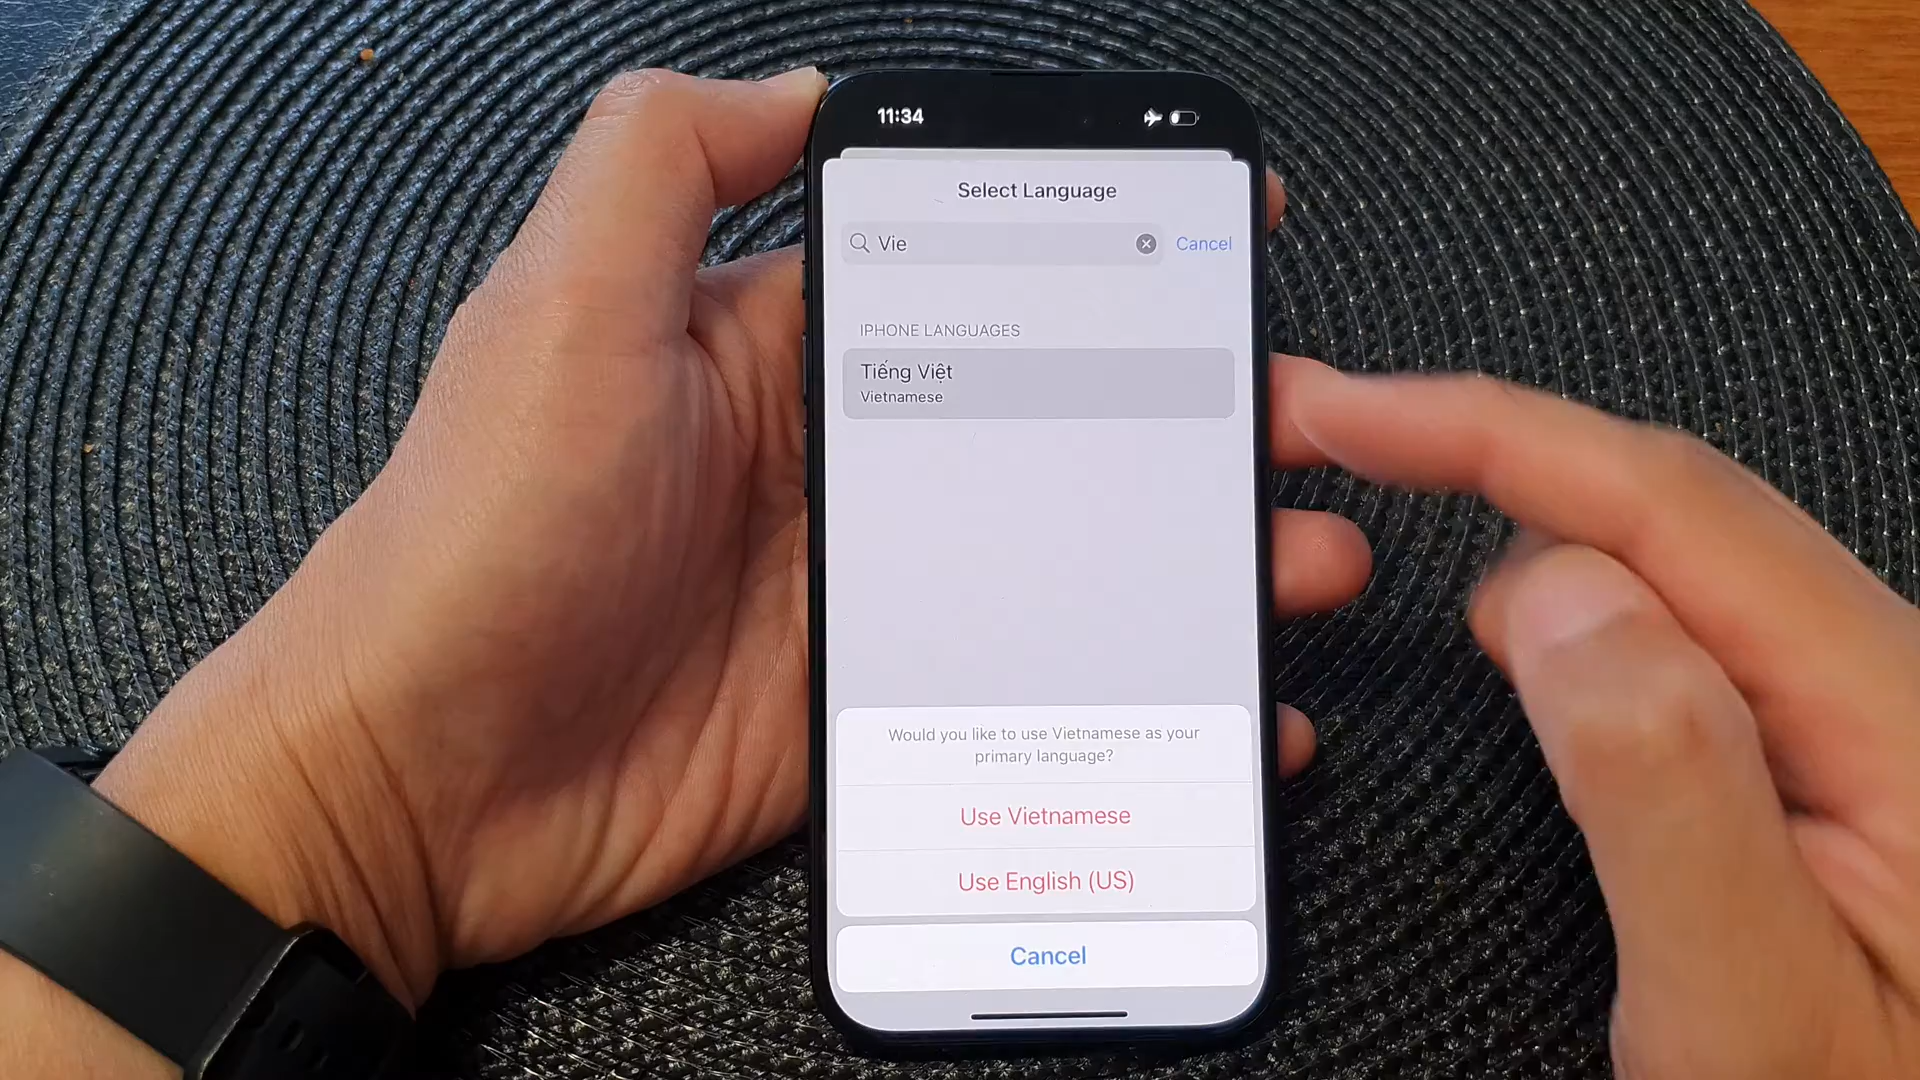 11:34
Select Language
Vie
Cancel
IPHONE LANGUAGES
Tiếng Việt
Vietnamese
Would you like to use Vietnamese as your
primary language?
Use Vietnamese
Use English (US)
Cancel